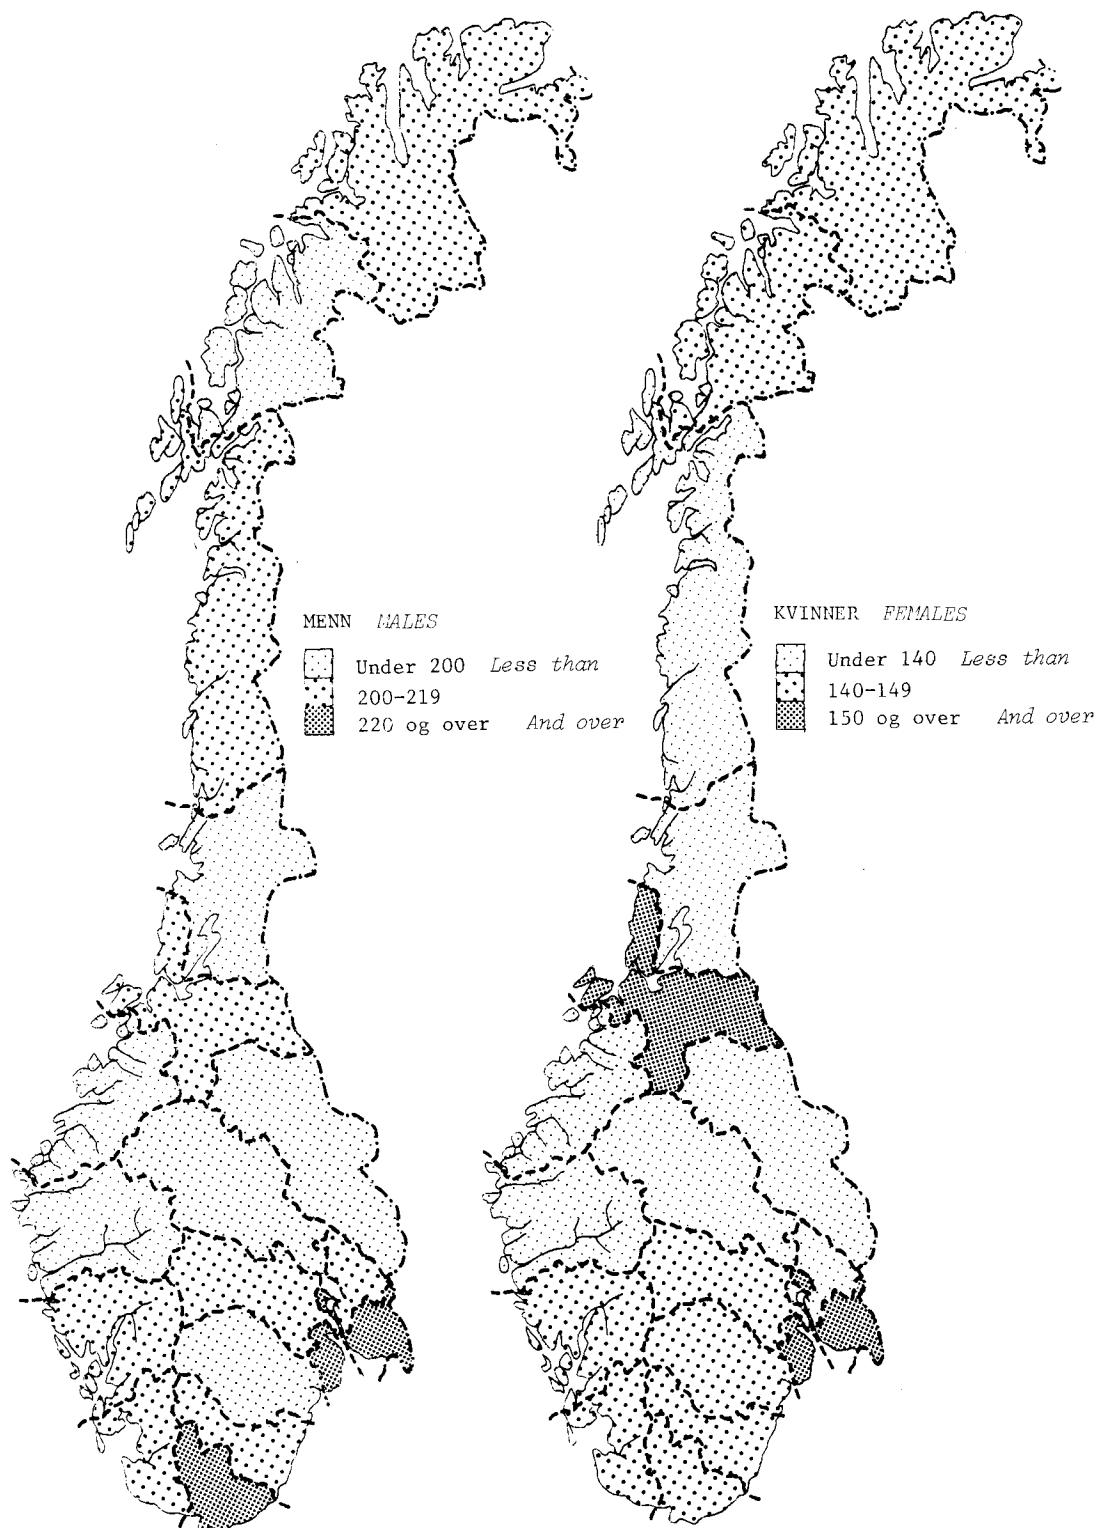 MENN MALES
Under 200 Less than
200-219
220 og over And over
KVINNER FEMALES
Under 140 Less than
140-149
150 og over And over